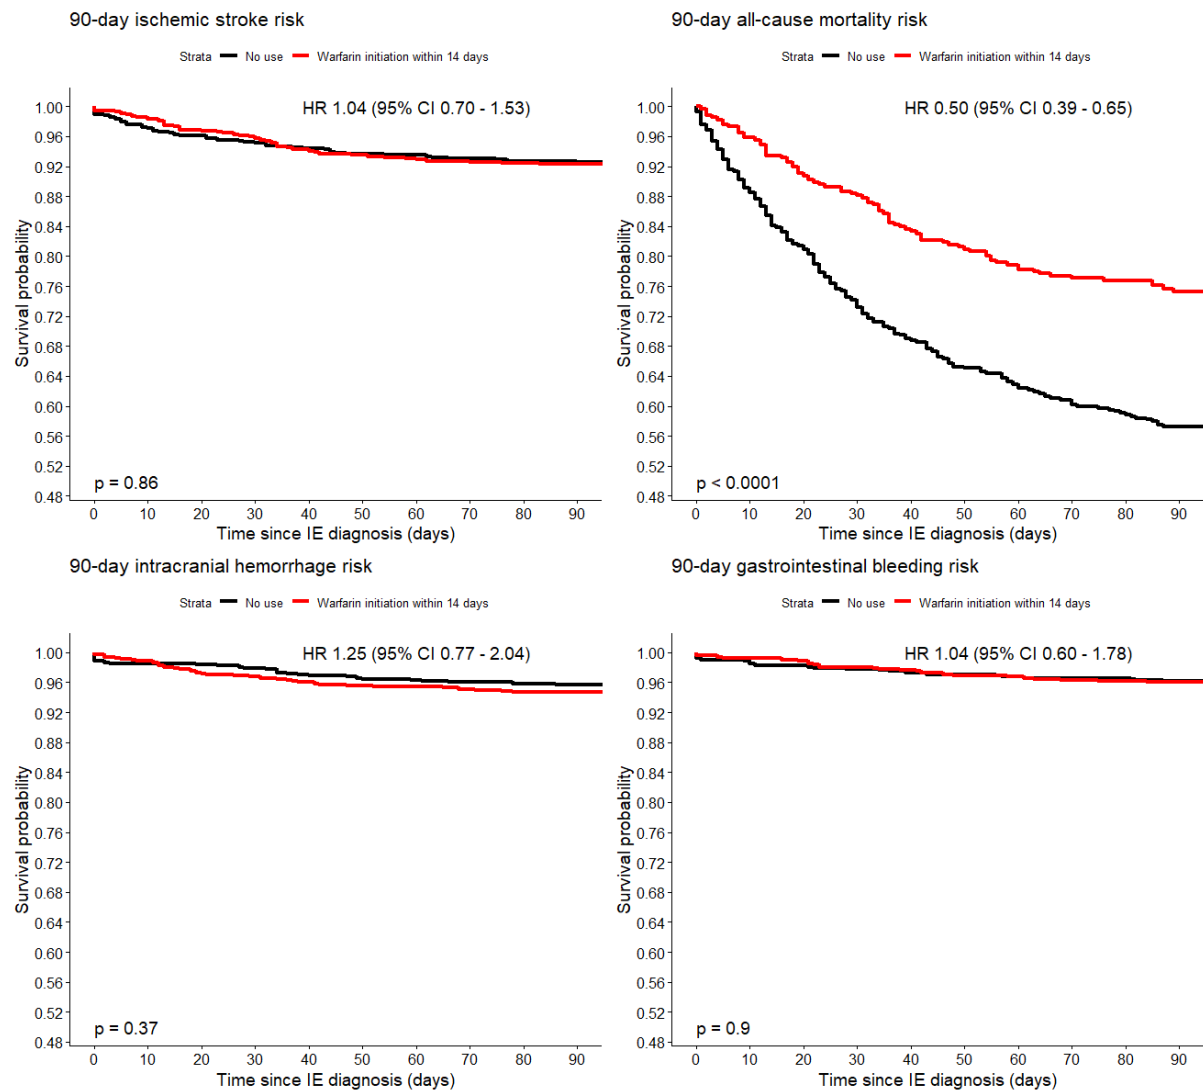 90-day ischemic stroke risk
Strata No use Warfarin initiation within 14 days
HR 1.04 (95% CI 0.70 - 1.53)
1.00
0.96
0.92
0.88
0.84
0.80
0.76
0.72
0.68
0.64
0.60
0.56
0.52
0.48
Survival probability
p = 0.86
0 10 20 30 40 50 60 70 80 90
Time since IE diagnosis (days)
90-day all-cause mortality risk
Strata No use Warfarin initiation within 14 days
HR 0.50 (95% CI 0.39 - 0.65)
1.00
0.96
0.92
0.88
0.84
0.80
0.76
0.72
0.68
0.64
0.60
0.56
0.52
0.48
Survival probability
p < 0.0001
0 10 20 30 40 50 60 70 80 90
Time since IE diagnosis (days)
90-day intracranial hemorrhage risk
Strata No use Warfarin initiation within 14 days
HR 1.25 (95% CI 0.77 - 2.04)
1.00
0.96
0.92
0.88
0.84
0.80
0.76
0.72
0.68
0.64
0.60
0.56
0.52
0.48
Survival probability
p = 0.37
0 10 20 30 40 50 60 70 80 90
Time since IE diagnosis (days)
90-day gastrointestinal bleeding risk
Strata No use Warfarin initiation within 14 days
HR 1.04 (95% CI 0.60 - 1.78)
1.00
0.96
0.92
0.88
0.84
0.80
0.76
0.72
0.68
0.64
0.60
0.56
0.52
0.48
Survival probability
p = 0.9
0 10 20 30 40 50 60 70 80 90
Time since IE diagnosis (days)